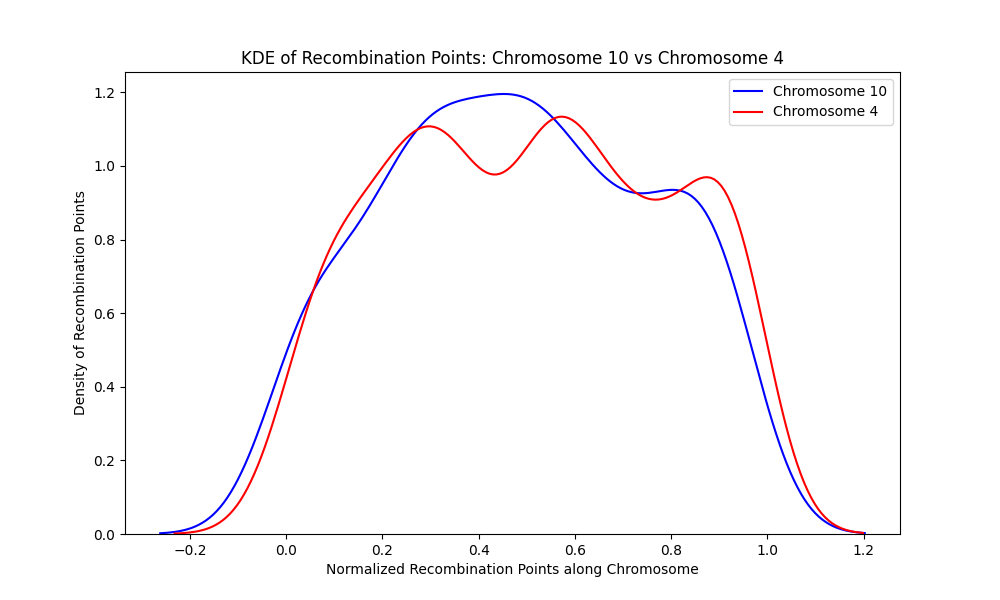 KDE of Recombination Points: Chromosome 10 vs Chromosome 4
Chromosome 10
Chromosome 4
Density of Recombination Points
1.2
1.0
0.8
0.6
0.4
0.2
0.0
−0.2 0.0 0.2 0.4 0.6 0.8 1.0 1.2
Normalized Recombination Points along Chromosome